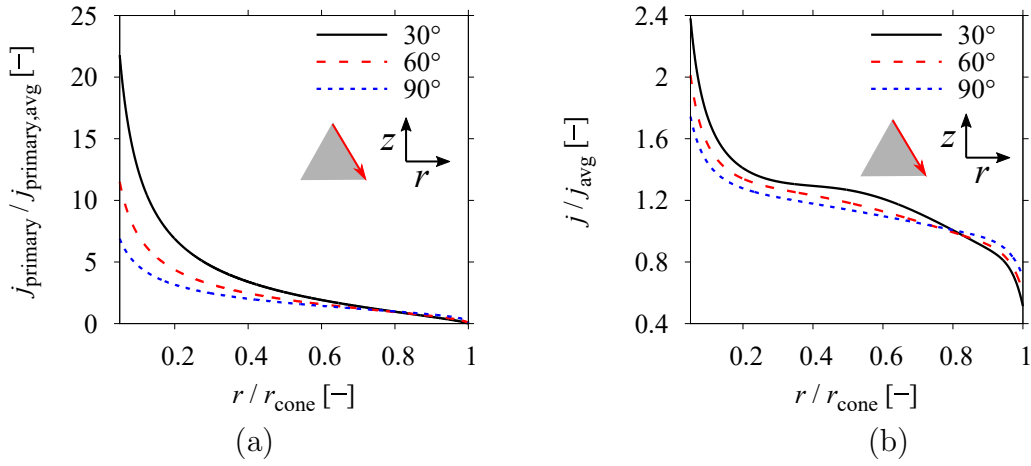 j_primary / j_primary,avg [−]
25
20
15
10
5
0
0.2 0.4 0.6 0.8 1
r / r_cone [−]
30°
60°
90°
z
r
(a)
j / j_avg [−]
2.4
2
1.6
1.2
0.8
0.4
0.2 0.4 0.6 0.8 1
r / r_cone [−]
30°
60°
90°
z
r
(b)